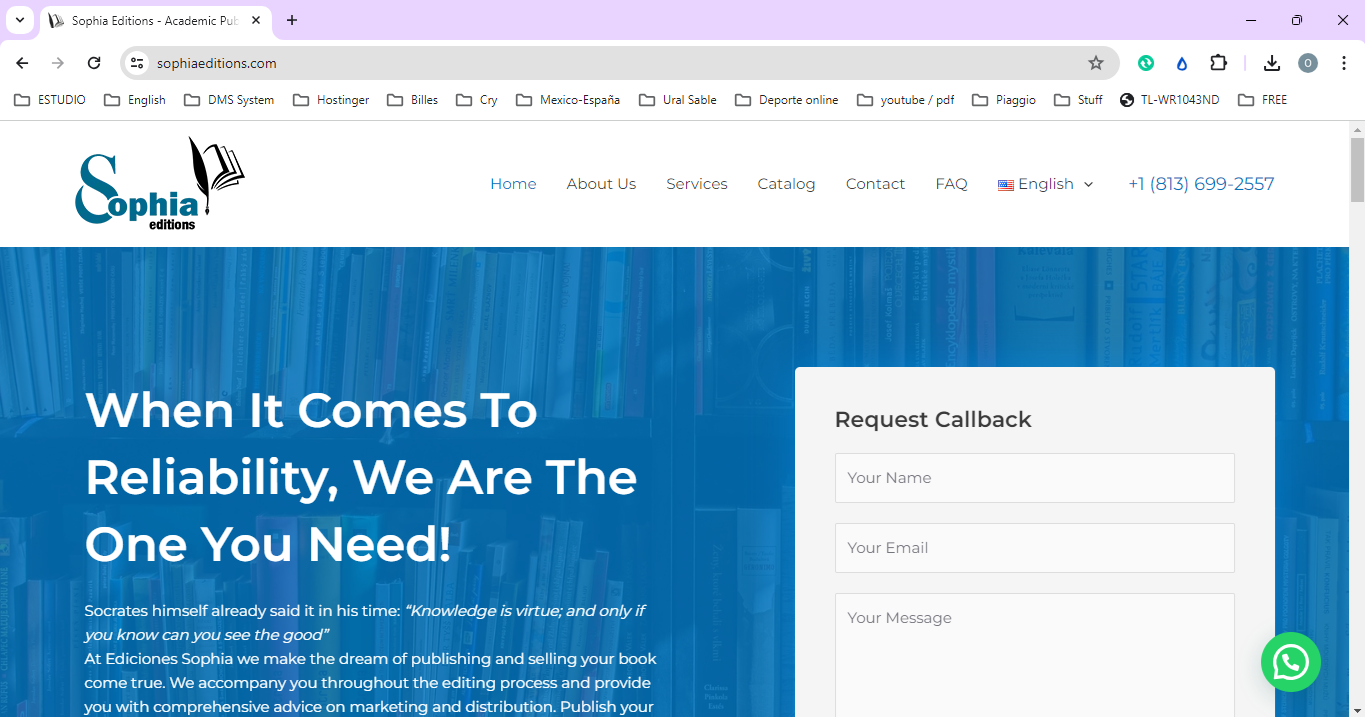 Sophia Editions - Academic Pub
sophiaeditions.com
O
ESTUDIO English DMS System Hostinger Billes Cry Mexico-España Ural Sable Deporte online youtube / pdf Piaggio Stuff TL-WR1043ND FREE
Sophia
editions
Home About Us Services Catalog Contact FAQ English +1 (813) 699-2557
When It Comes To
Reliability, We Are The
One You Need!
Socrates himself already said it in his time: “Knowledge is virtue; and only if
you know can you see the good”
At Ediciones Sophia we make the dream of publishing and selling your book
come true. We accompany you throughout the editing process and provide
you with comprehensive advice on marketing and distribution. Publish your
Request Callback
Your Name
Your Email
Your Message